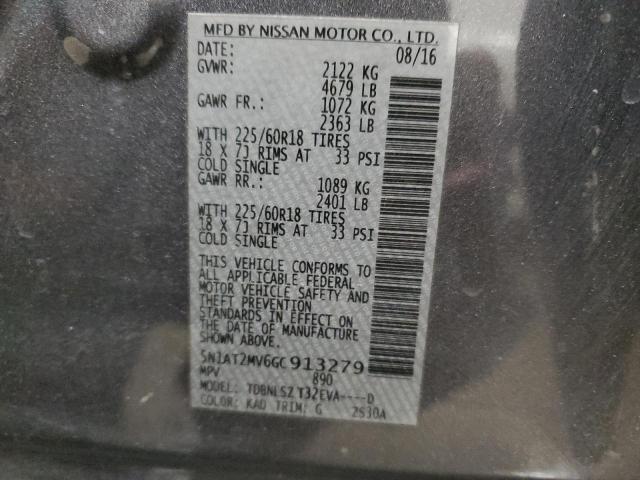 MFD BY NISSAN MOTOR CO., LTD.
DATE: 08/16
GVWR: 2122 KG
4679 LB
GAWR FR.: 1072 KG
2363 LB
WITH 225/60R18 TIRES
18 X 7J RIMS AT 33 PSI
COLD SINGLE
GAWR RR.: 1089 KG
2401 LB
WITH 225/60R18 TIRES
18 X 7J RIMS AT 33 PSI
COLD SINGLE
THIS VEHICLE CONFORMS TO
ALL APPLICABLE FEDERAL
MOTOR VEHICLE SAFETY AND
THEFT PREVENTION
STANDARDS IN EFFECT ON
THE DATE OF MANUFACTURE
SHOWN ABOVE.
5N1AT2MV6GC913279
MPV 890
MODEL: TDBNLSZ T32EVA----D
COLOR: KAD TRIM: G 2S30A